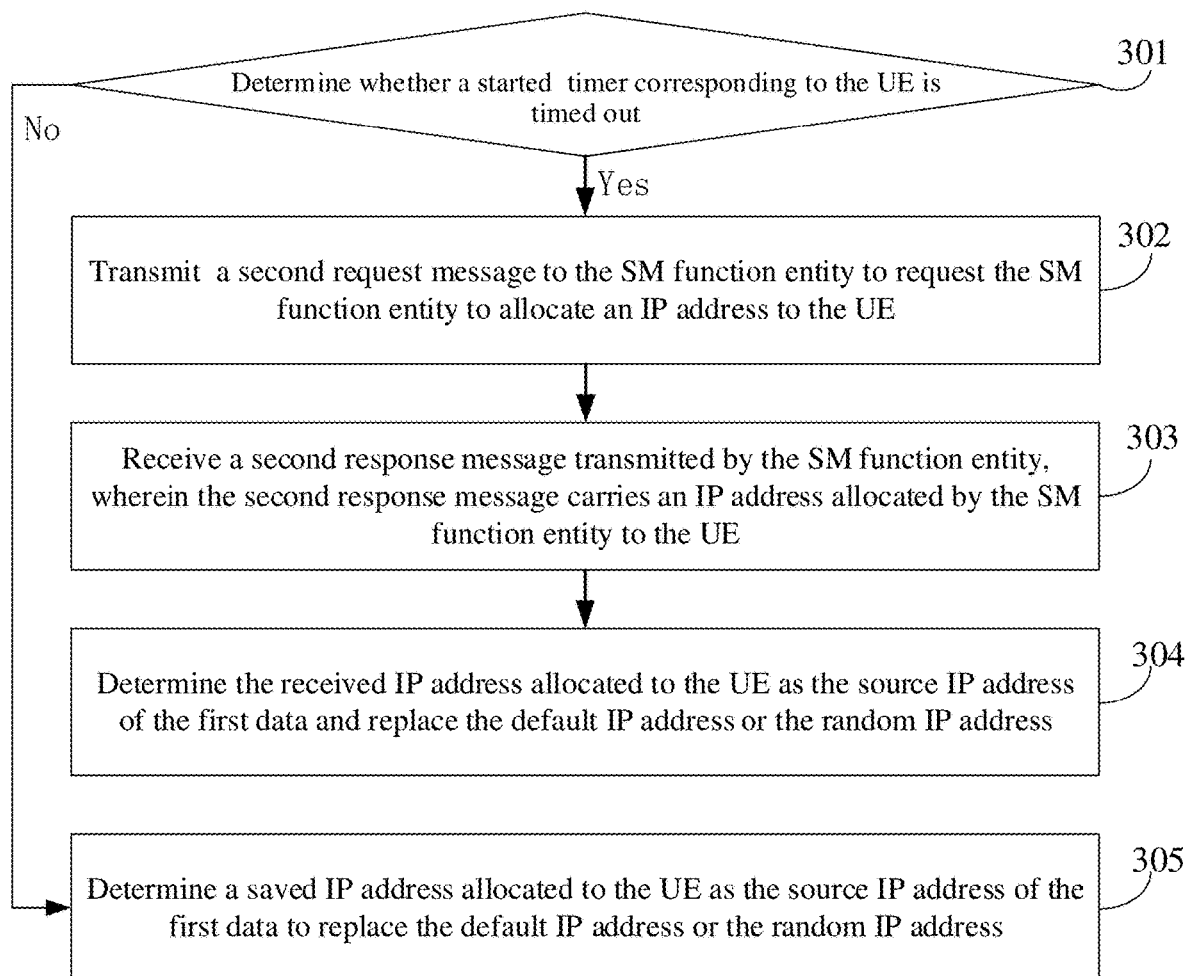 301
Determine whether a started timer corresponding to the UE is
timed out
No
Yes
302
Transmit a second request message to the SM function entity to request the SM
function entity to allocate an IP address to the UE
303
Receive a second response message transmitted by the SM function entity,
wherein the second response message carries an IP address allocated by the SM
function entity to the UE
304
Determine the received IP address allocated to the UE as the source IP address
of the first data and replace the default IP address or the random IP address
305
Determine a saved IP address allocated to the UE as the source IP address of the
first data to replace the default IP address or the random IP address